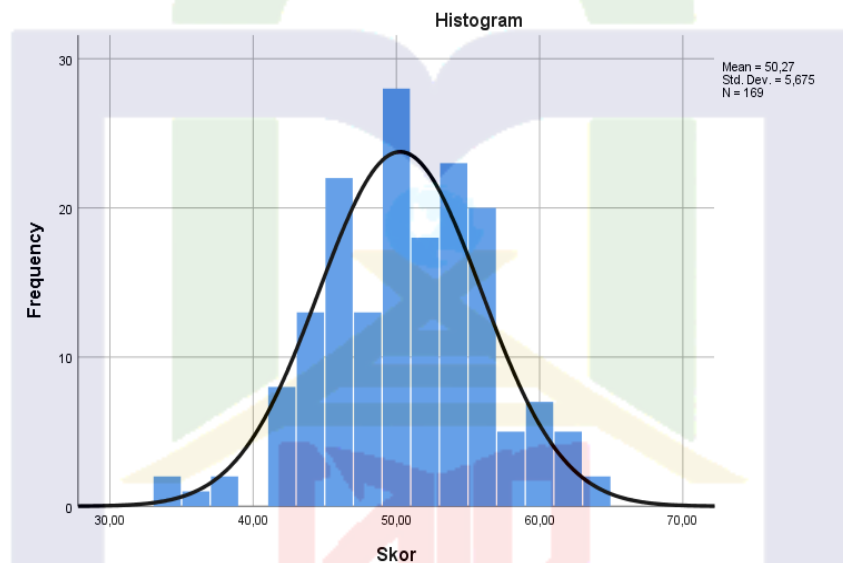 Histogram
Mean = 50,27
Std. Dev. = 5,675
N = 169
Frequency
30
20
10
0
30,00 40,00 50,00 60,00 70,00
Skor